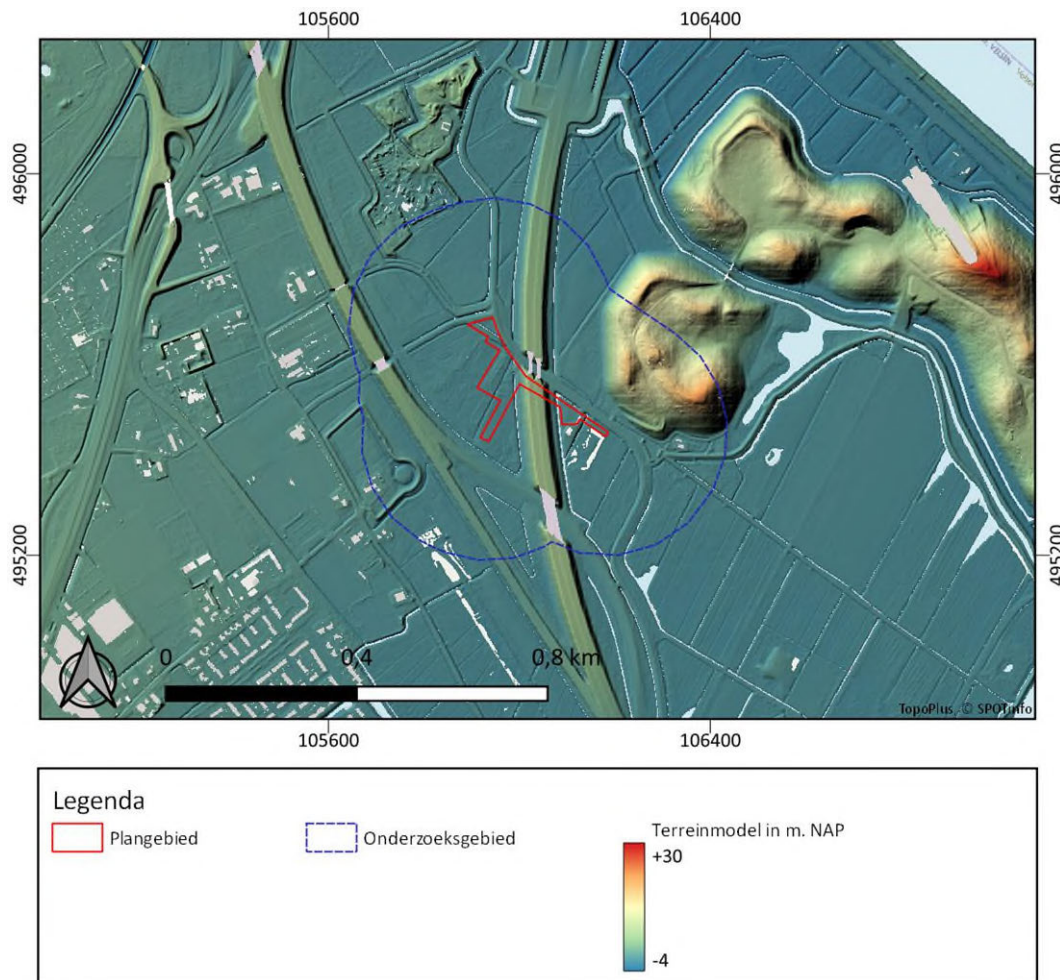 105600 106400
496000 496000
495200 495200
0 0,4 0,8 km
TopoPlus, © SPOTinfo
105600 106400
Legenda
Plangebied
Onderzoeksgebied
Terreinmodel in m. NAP
+30
-4